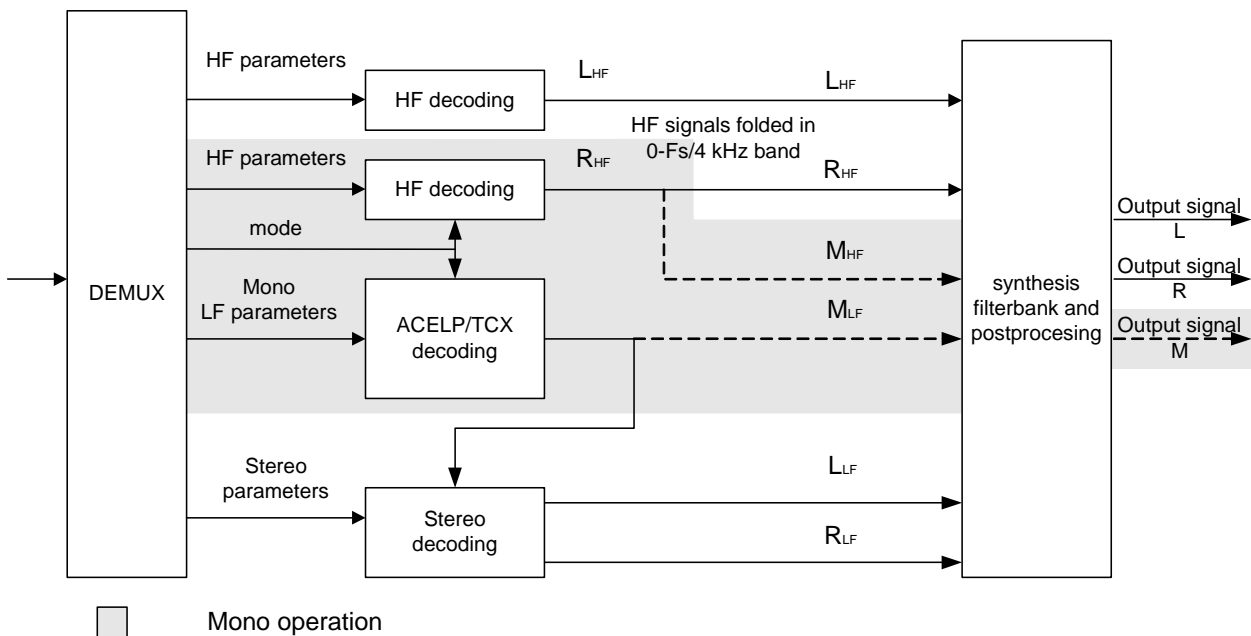 HF parameters
HF decoding
LHF
LHF
HF signals folded in
0-Fs/4 kHz band
HF parameters
HF decoding
RHF
RHF
mode
DEMUX
Mono
LF parameters
ACELP/TCX
decoding
MHF
MLF
synthesis
filterbank and
postprocesing
Output signal
L
Output signal
R
Output signal
M
Stereo
parameters
Stereo
decoding
LLF
RLF
Mono operation